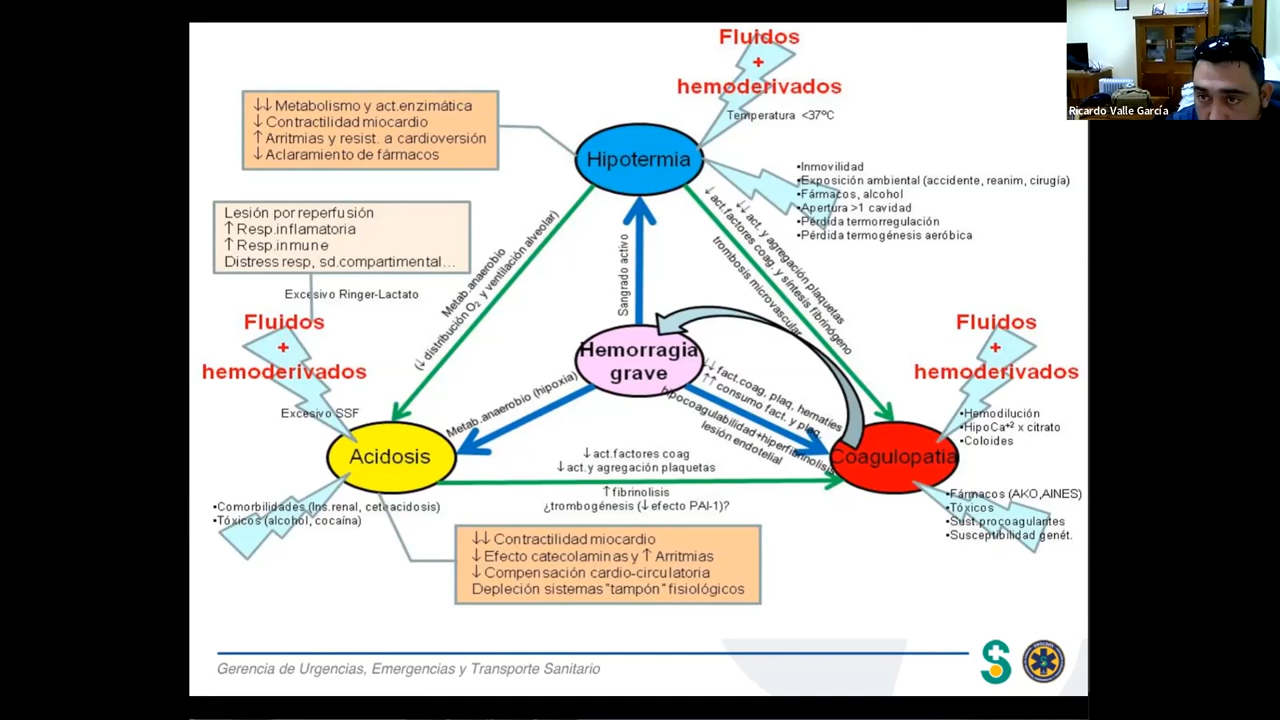 Fluidos
+
hemoderivados
Ricardo Valle García
Temperatura <37ºC
↓↓ Metabolismo y act.enzimática
↓ Contractilidad miocardio
↑ Arritmias y resist. a cardioversión
↓ Aclaramiento de fármacos
Hipotermia
•Inmovilidad
•Exposición ambiental (accidente, reanim, cirugía)
•Fármacos, alcohol
•Apertura >1 cavidad
•Pérdida termorregulación
•Pérdida termogénesis aeróbica
Lesión por reperfusión
↑ Resp.inflamatoria
↑ Resp.inmune
Distress resp, sd.compartimental...
Excesivo Ringer-Lactato
Metab.anaerobio
(↓ distribución O₂ y ventilación alveolar)
Sangrado activo
↓↓ act. y agregación plaquetas
↓ act.factores coag. y síntesis fibrinógeno
trombosis microvascular
Fluidos
+
hemoderivados
Excesivo SSF
Hemorragia
grave
Fluidos
+
hemoderivados
•Hemodilución
•HipoCa⁺² x citrato
•Coloides
Metab.anaerobio (hipoxia)
↓↓ fact.coag, plaq, hematíes
↑↑ consumo fact. y plaq.
hipocoagulabilidad+hiperfibrinolisis
lesión endotelial
Acidosis
Coagulopatia
↓ act.factores coag
↓ act.y agregación plaquetas
↑ fibrinolisis
¿trombogénesis (↓ efecto PAI-1)?
•Comorbilidades (Ins.renal, cetoacidosis)
•Tóxicos (alcohol, cocaína)
•Fármacos (AKO,AINES)
•Tóxicos
•Sust.procoagulantes
•Susceptibilidad genét.
↓↓ Contractilidad miocardio
↓ Efecto catecolaminas y ↑ Arritmias
↓ Compensación cardio-circulatoria
Depleción sistemas "tampón" fisiológicos
Gerencia de Urgencias, Emergencias y Transporte Sanitario